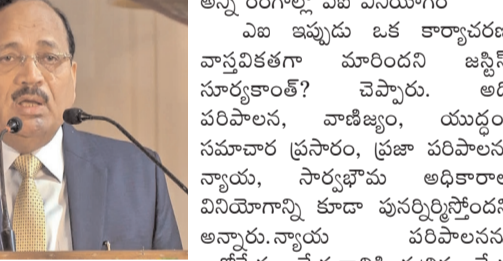 అన్ని రంగాల్లో ఏఐ వినియోగం
ఏఐ ఇప్పుడు ఒక కార్యాచరణ
వాస్తవికతగా మారిందని జస్టిస్
సూర్యకాంత్? చెప్పారు. అది
పరిపాలన, వాణిజ్యం, యుద్ధం,
సమాచార ప్రసారం, ప్రజా పరిపాలన,
న్యాయ, సార్వభౌమ అధికారాల
వినియోగాన్ని కూడా పునర్నిర్మిస్తోందని
అన్నారు.న్యాయ పరిపాలనను